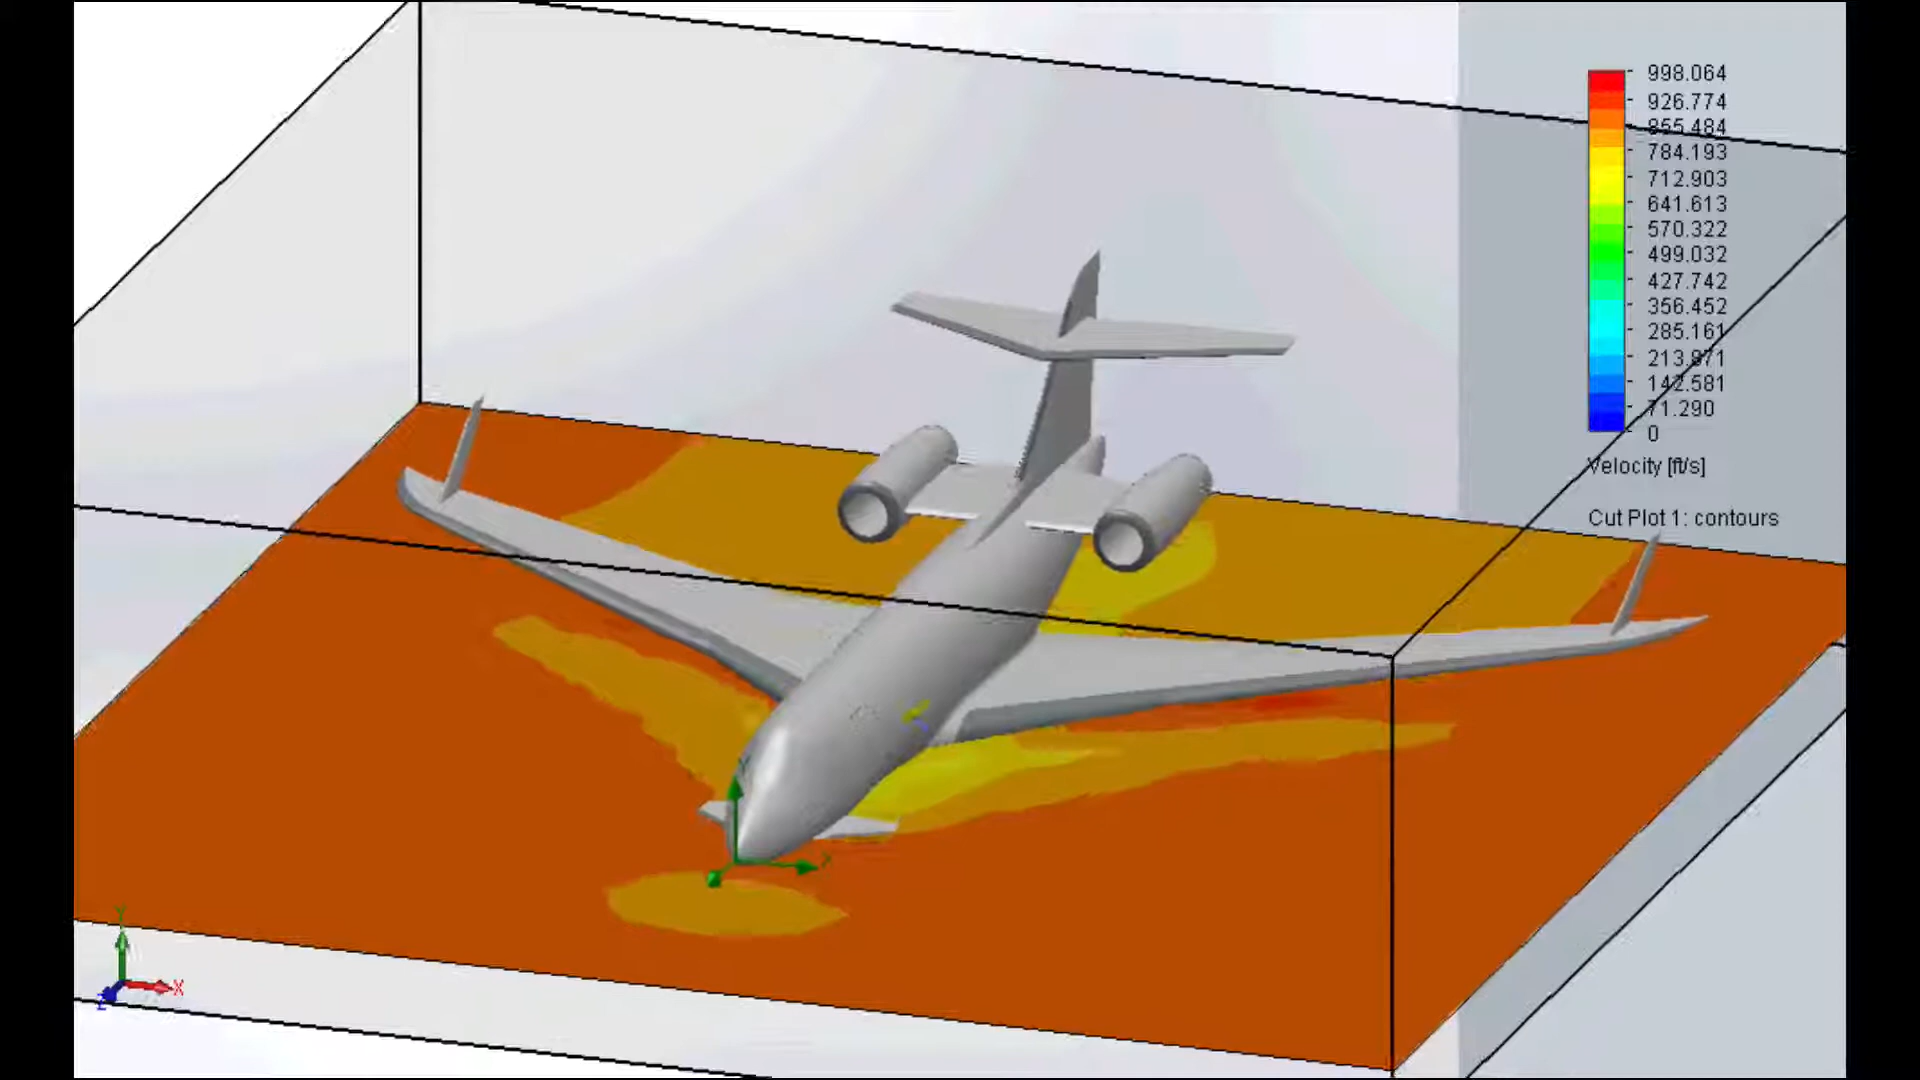 998.064
926.774
855.484
784.193
712.903
641.613
570.322
499.032
427.742
356.452
285.161
213.871
142.581
71.290
0
Velocity [ft/s]
Cut Plot 1: contours
Y
X
Y
X
Z